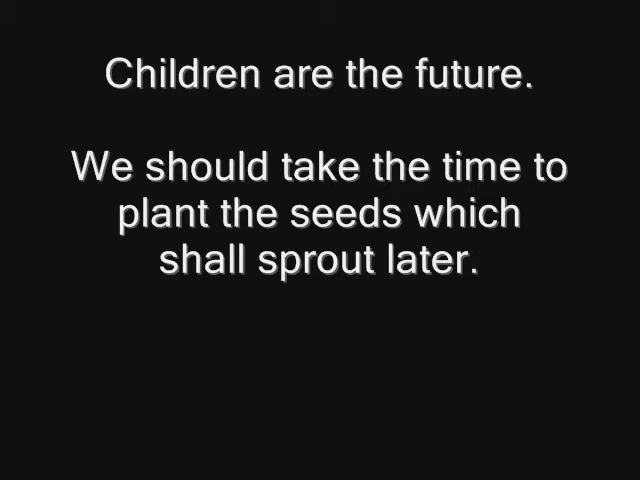 Children are the future.
We should take the time to
plant the seeds which
shall sprout later.